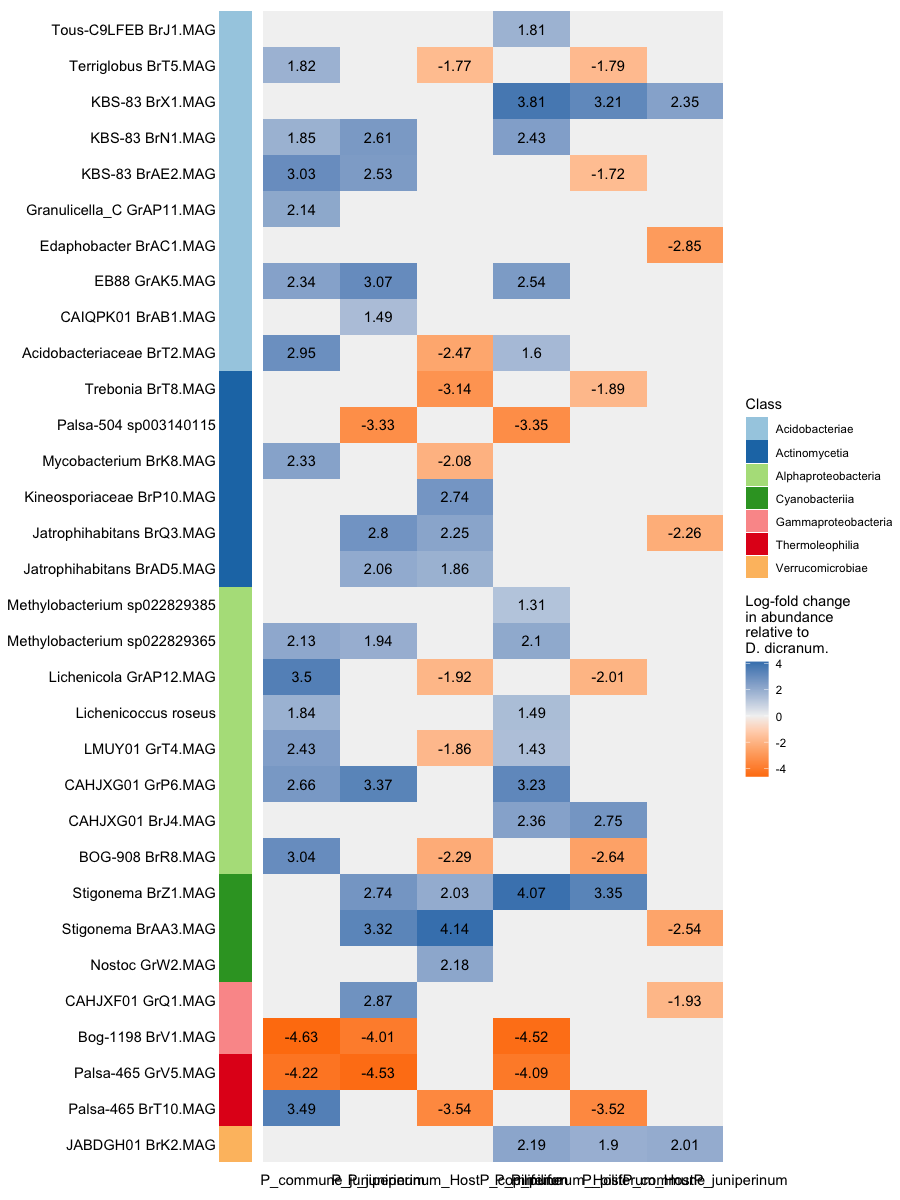 Tous-C9LFEB BrJ1.MAG 1.81
Terriglobus BrT5.MAG 1.82 -1.77 -1.79
KBS-83 BrX1.MAG 3.81 3.21 2.35
KBS-83 BrN1.MAG 1.85 2.61 2.43
KBS-83 BrAE2.MAG 3.03 2.53 -1.72
Granulicella_C GrAP11.MAG 2.14
Edaphobacter BrAC1.MAG -2.85
EB88 GrAK5.MAG 2.34 3.07 2.54
CAIQPK01 BrAB1.MAG 1.49
Acidobacteriaceae BrT2.MAG 2.95 -2.47 1.6
Trebonia BrT8.MAG -3.14 -1.89
Palsa-504 sp003140115 -3.33 -3.35
Mycobacterium BrK8.MAG 2.33 -2.08
Kineosporiaceae BrP10.MAG 2.74
Jatrophihabitans BrQ3.MAG 2.8 2.25 -2.26
Jatrophihabitans BrAD5.MAG 2.06 1.86
Methylobacterium sp022829385 1.31
Methylobacterium sp022829365 2.13 1.94 2.1
Lichenicola GrAP12.MAG 3.5 -1.92 -2.01
Lichenicoccus roseus 1.84 1.49
LMUY01 GrT4.MAG 2.43 -1.86 1.43
CAHJXG01 GrP6.MAG 2.66 3.37 3.23
CAHJXG01 BrJ4.MAG 2.36 2.75
BOG-908 BrR8.MAG 3.04 -2.29 -2.64
Stigonema BrZ1.MAG 2.74 2.03 4.07 3.35
Stigonema BrAA3.MAG 3.32 4.14 -2.54
Nostoc GrW2.MAG 2.18
CAHJXF01 GrQ1.MAG 2.87 -1.93
Bog-1198 BrV1.MAG -4.63 -4.01 -4.52
Palsa-465 GrV5.MAG -4.22 -4.53 -4.09
Palsa-465 BrT10.MAG 3.49 -3.54 -3.52
JABDGH01 BrK2.MAG 2.19 1.9 2.01
P_commune
Class
Acidobacteriae
Actinomycetia
Alphaproteobacteria
Cyanobacteriia
Gammaproteobacteria
Thermoleophilia
Verrucomicrobiae
Log-fold change
in abundance
relative to
D. dicranum.
4
2
0
-2
-4